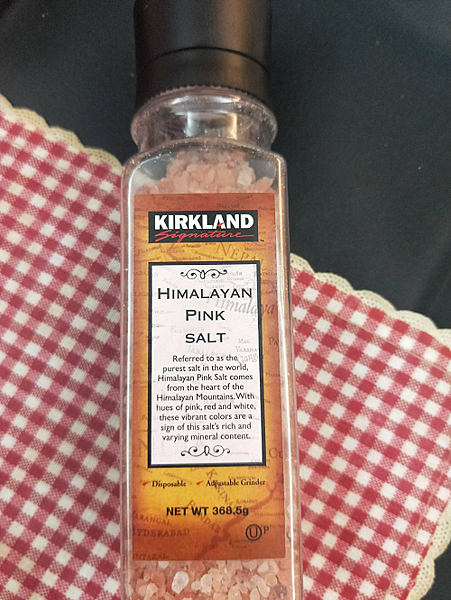 KIRKLAND
Signature
NEPAL
Himalaya
HIMALAYAN
PINK
SALT
Referred to as the
purest salt in the world,
Himalayan Pink Salt comes
from the heart of the
Himalayan Mountains. With
hues of pink, red and white,
these vibrant colors are a
sign of this salt's rich and
varying mineral content.
Disposable Adjustable Grinder
NET WT 368.5g
U P